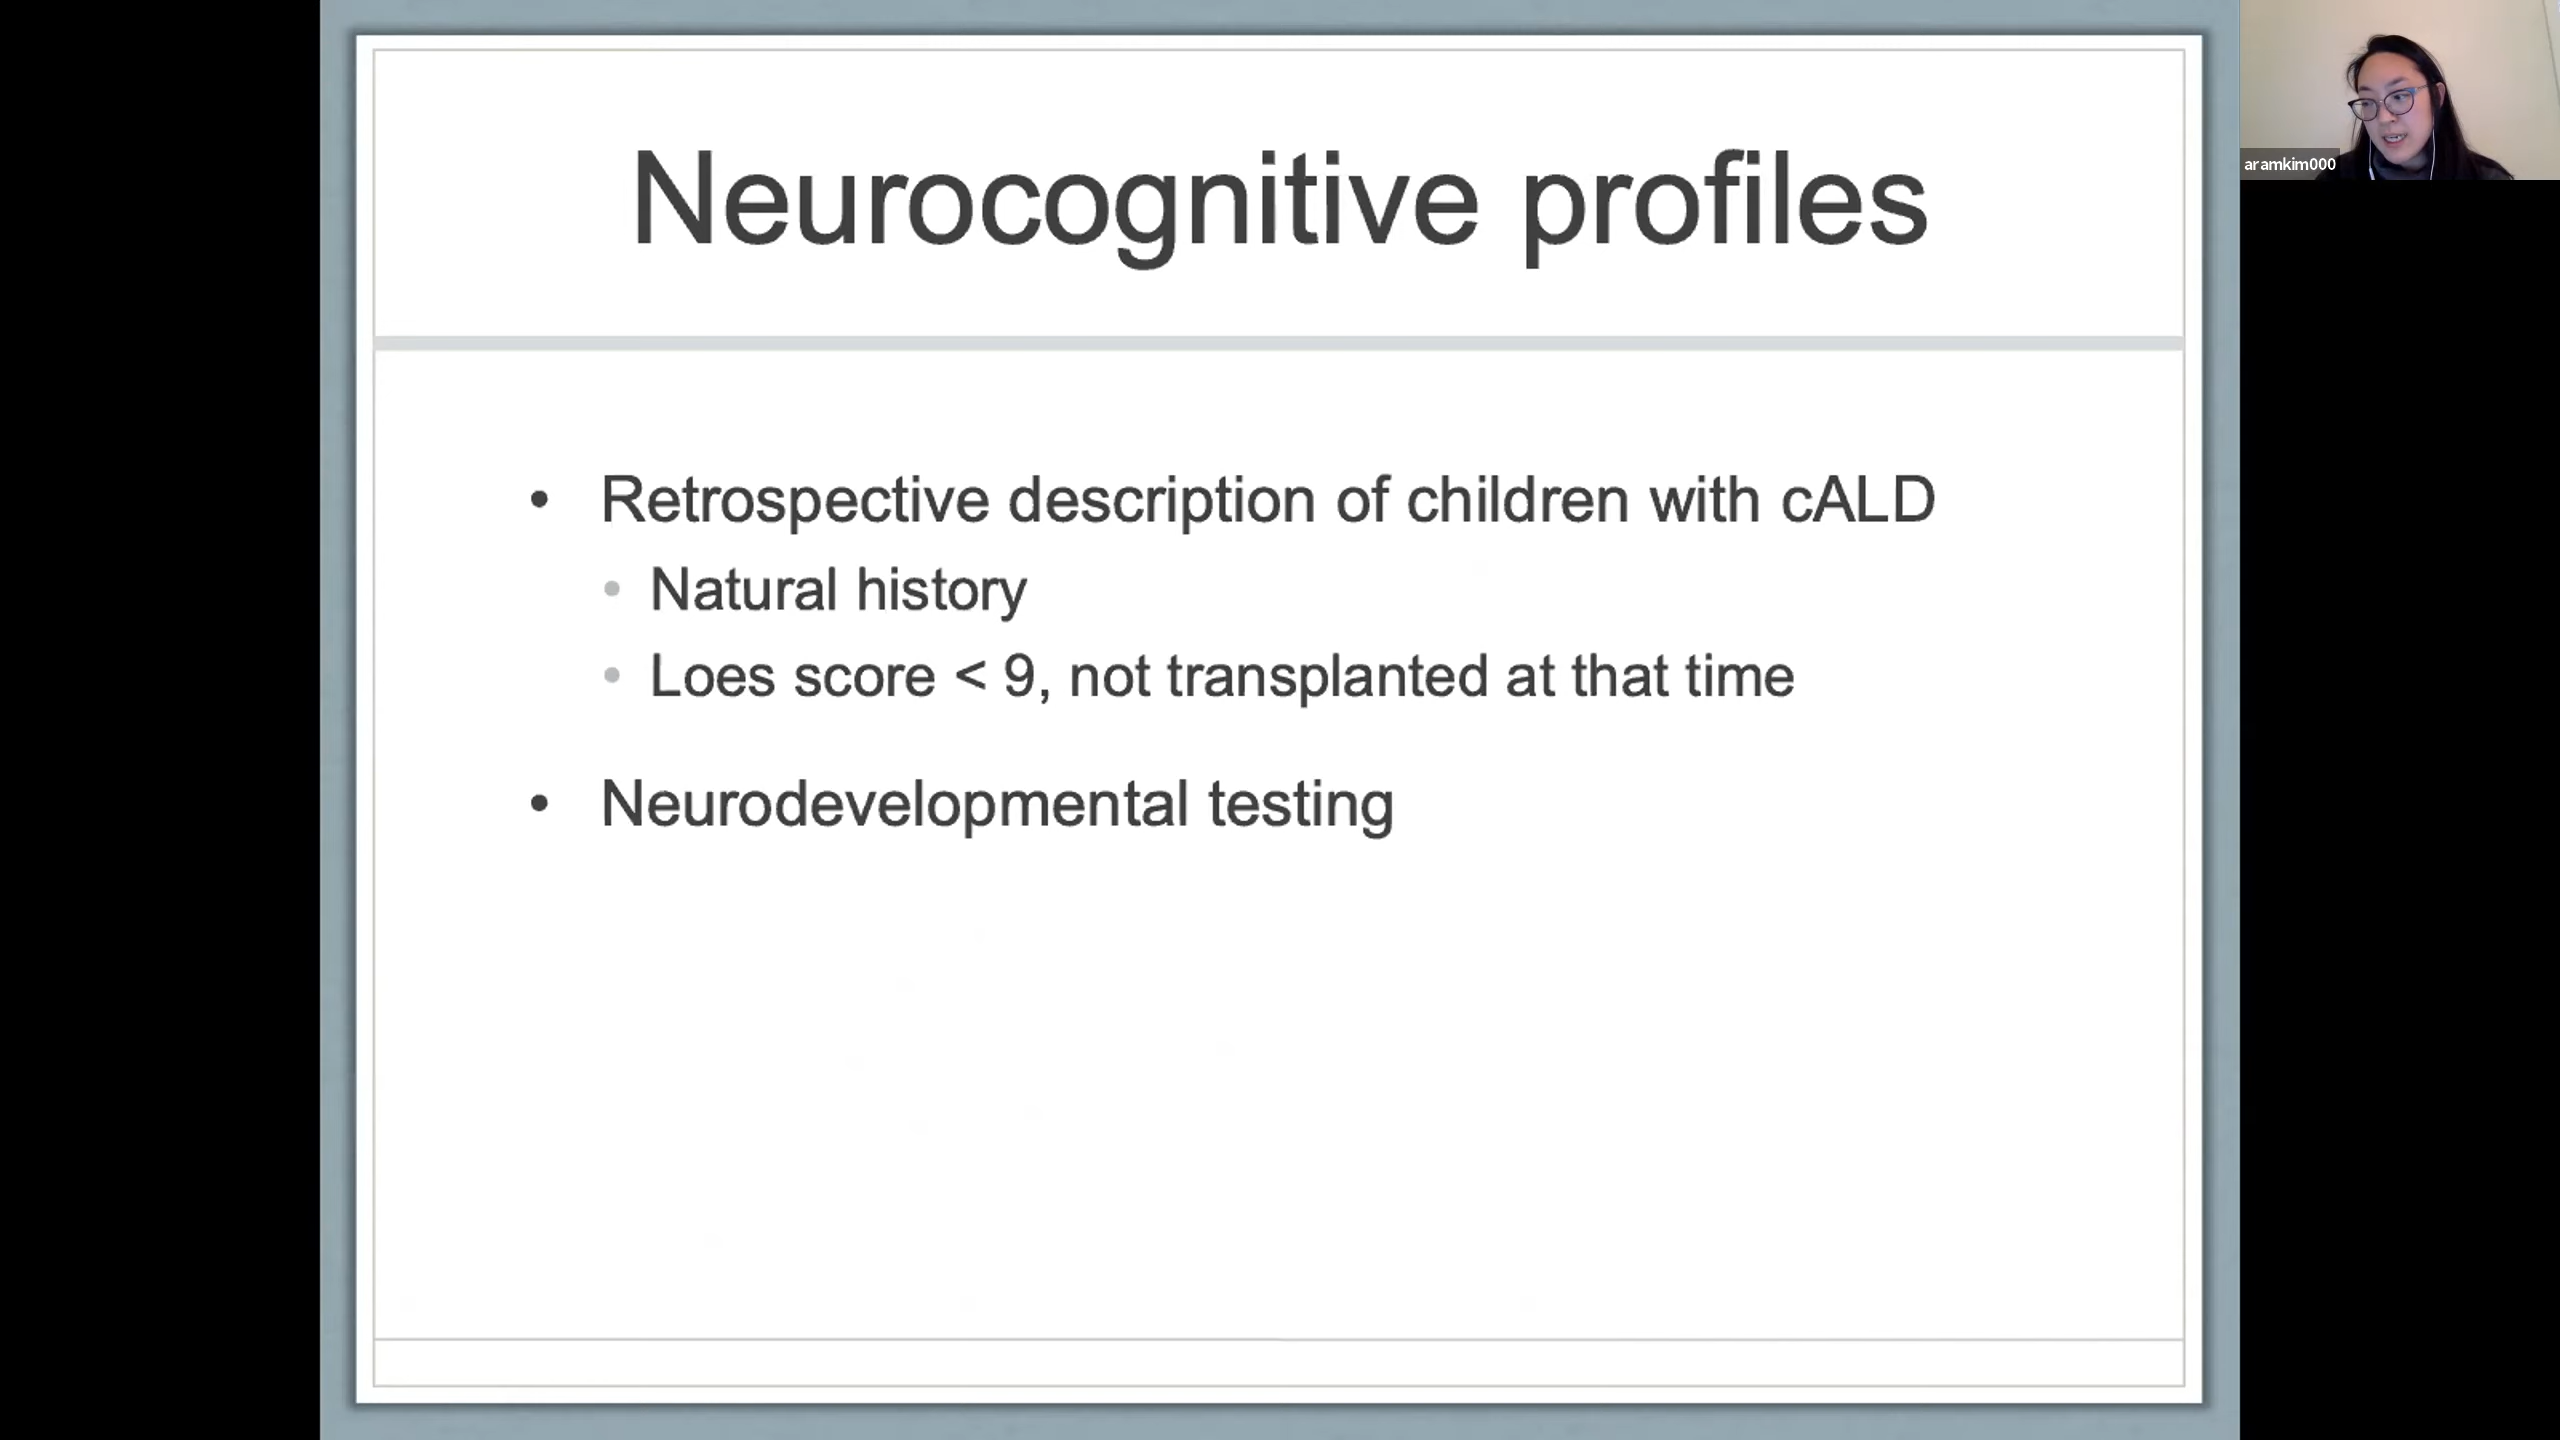 Neurocognitive profiles
• Retrospective description of children with cALD
• Natural history
• Loes score < 9, not transplanted at that time
• Neurodevelopmental testing
aramkim000